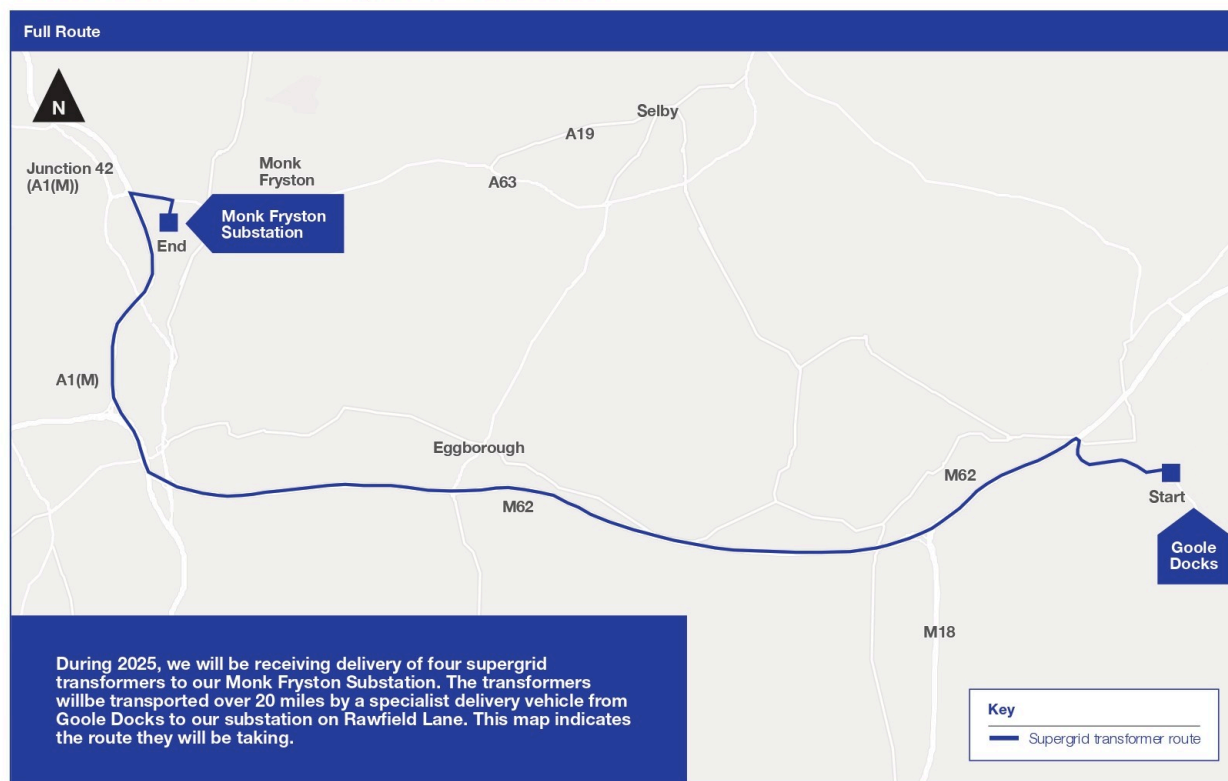 Full Route
N
Selby
A19
Junction 42
(A1(M))
Monk
Fryston
A63
Monk Fryston
Substation
End
A1(M)
Eggborough
M62
M62
Start
Goole
Docks
M18
During 2025, we will be receiving delivery of four supergrid
transformers to our Monk Fryston Substation. The transformers
willbe transported over 20 miles by a specialist delivery vehicle from
Goole Docks to our substation on Rawfield Lane. This map indicates
the route they will be taking.
Key
Supergrid transformer route